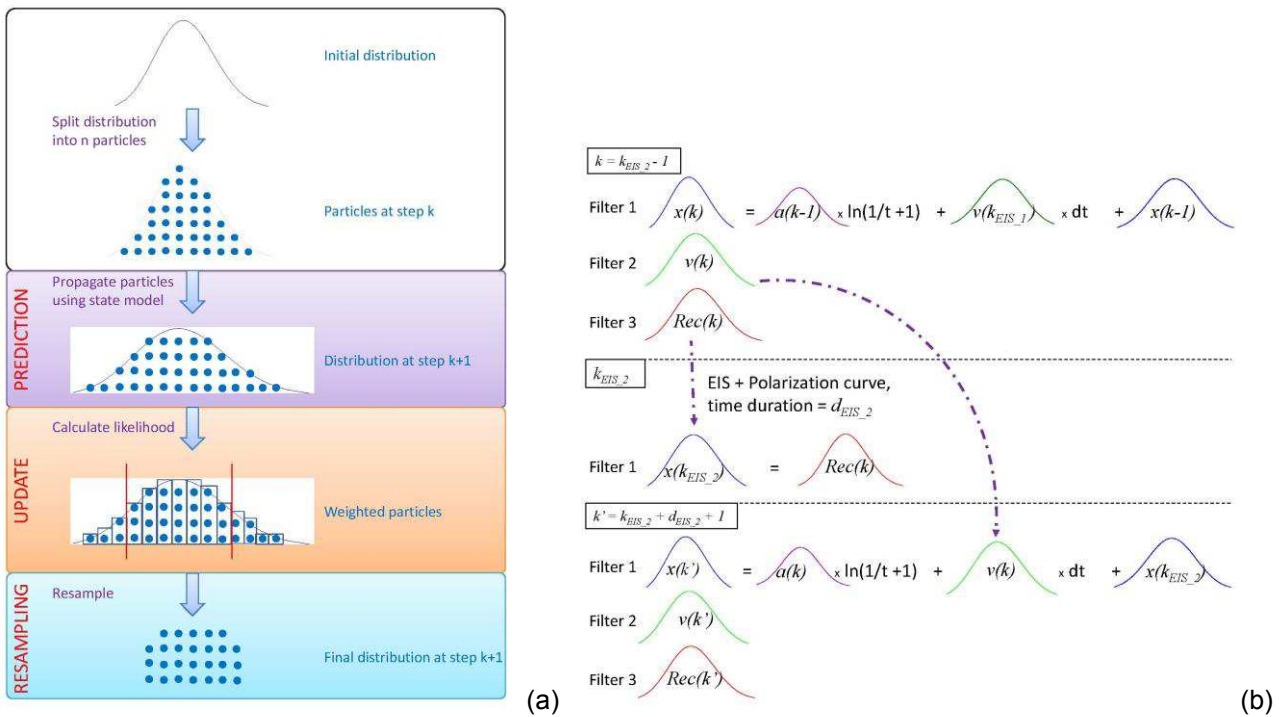 Initial distribution
Split distribution
into n particles
Particles at step k
PREDICTION
Propagate particles
using state model
Distribution at step k+1
UPDATE
Calculate likelihood
Weighted particles
RESAMPLING
Resample
Final distribution at step k+1
(a)
k = k_EIS_2 - 1
Filter 1 x(k) = a(k-1) x ln(1/t +1) + v(k_EIS_1) x dt + x(k-1)
Filter 2 v(k)
Filter 3 Rec(k)
k_EIS_2
EIS + Polarization curve,
time duration = d_EIS_2
Filter 1 x(k_EIS_2) = Rec(k)
k' = k_EIS_2 + d_EIS_2 + 1
Filter 1 x(k') = a(k) x ln(1/t +1) + v(k) x dt + x(k_EIS_2)
Filter 2 v(k')
Filter 3 Rec(k')
(b)